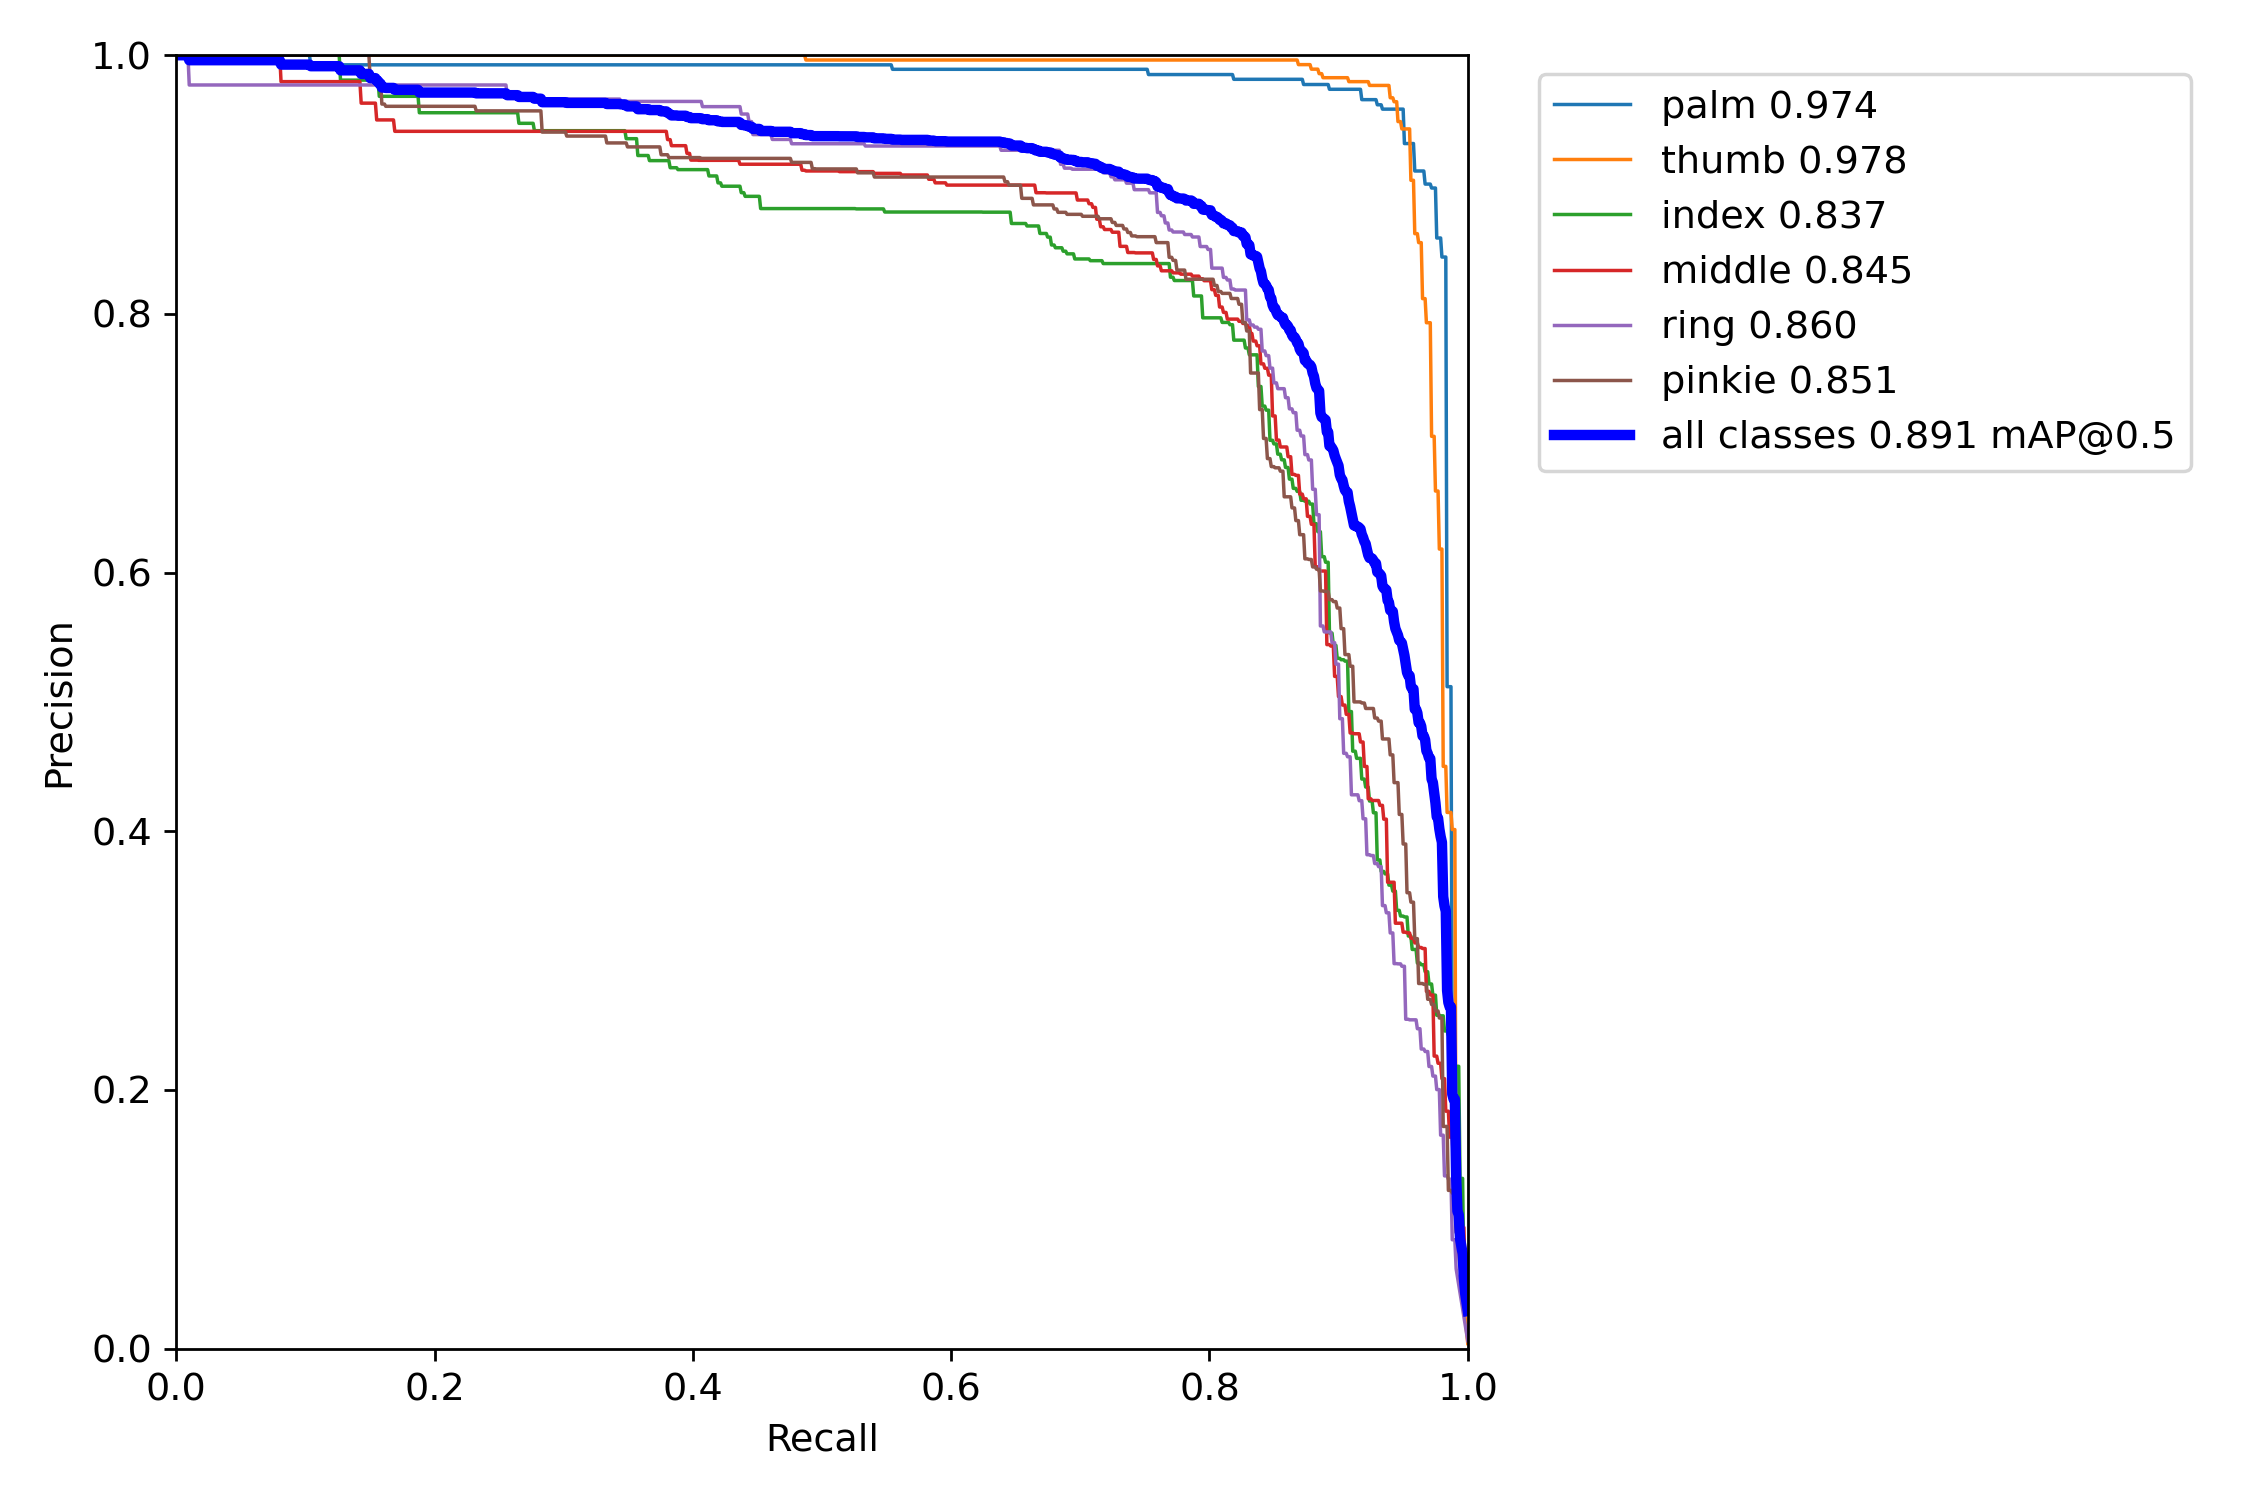 1.0
0.8
0.6
0.4
0.2
0.0
Precision
0.0 0.2 0.4 0.6 0.8 1.0
Recall
palm 0.974
thumb 0.978
index 0.837
middle 0.845
ring 0.860
pinkie 0.851
all classes 0.891 mAP@0.5